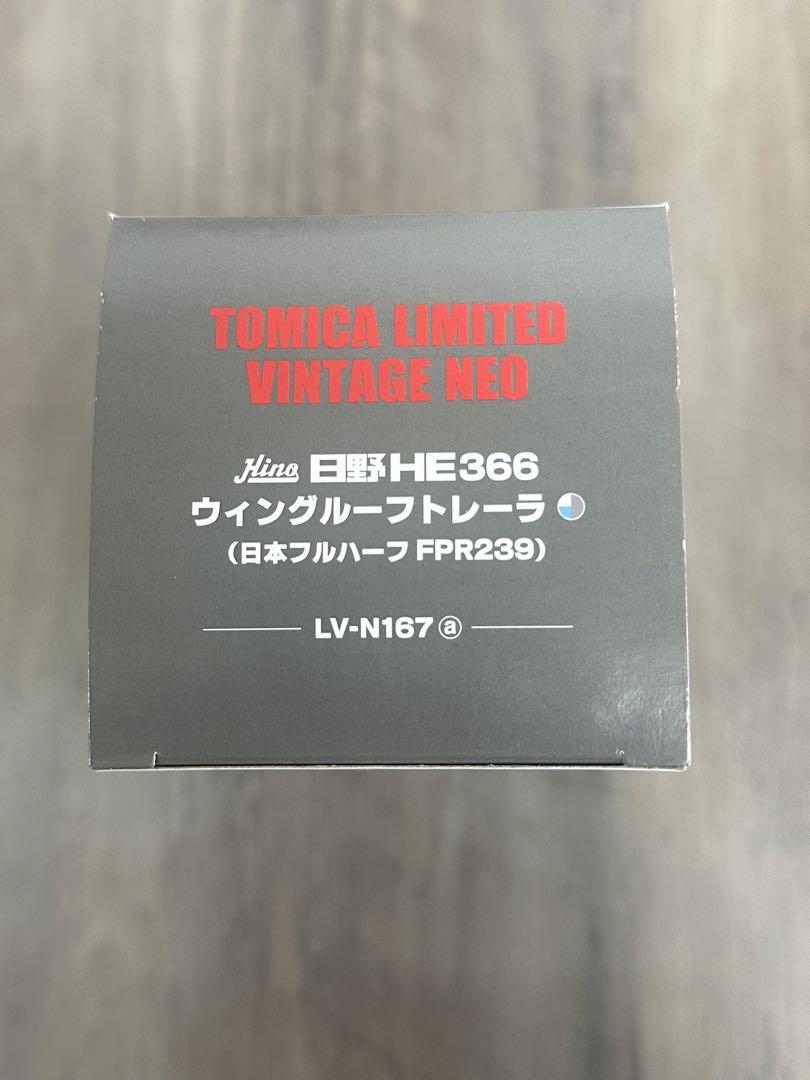 TOMICA LIMITED
VINTAGE NEO
Hino 日野HE366
ウィングルーフトレーラ
（日本フルハーフ FPR239）
LV-N167ⓐ